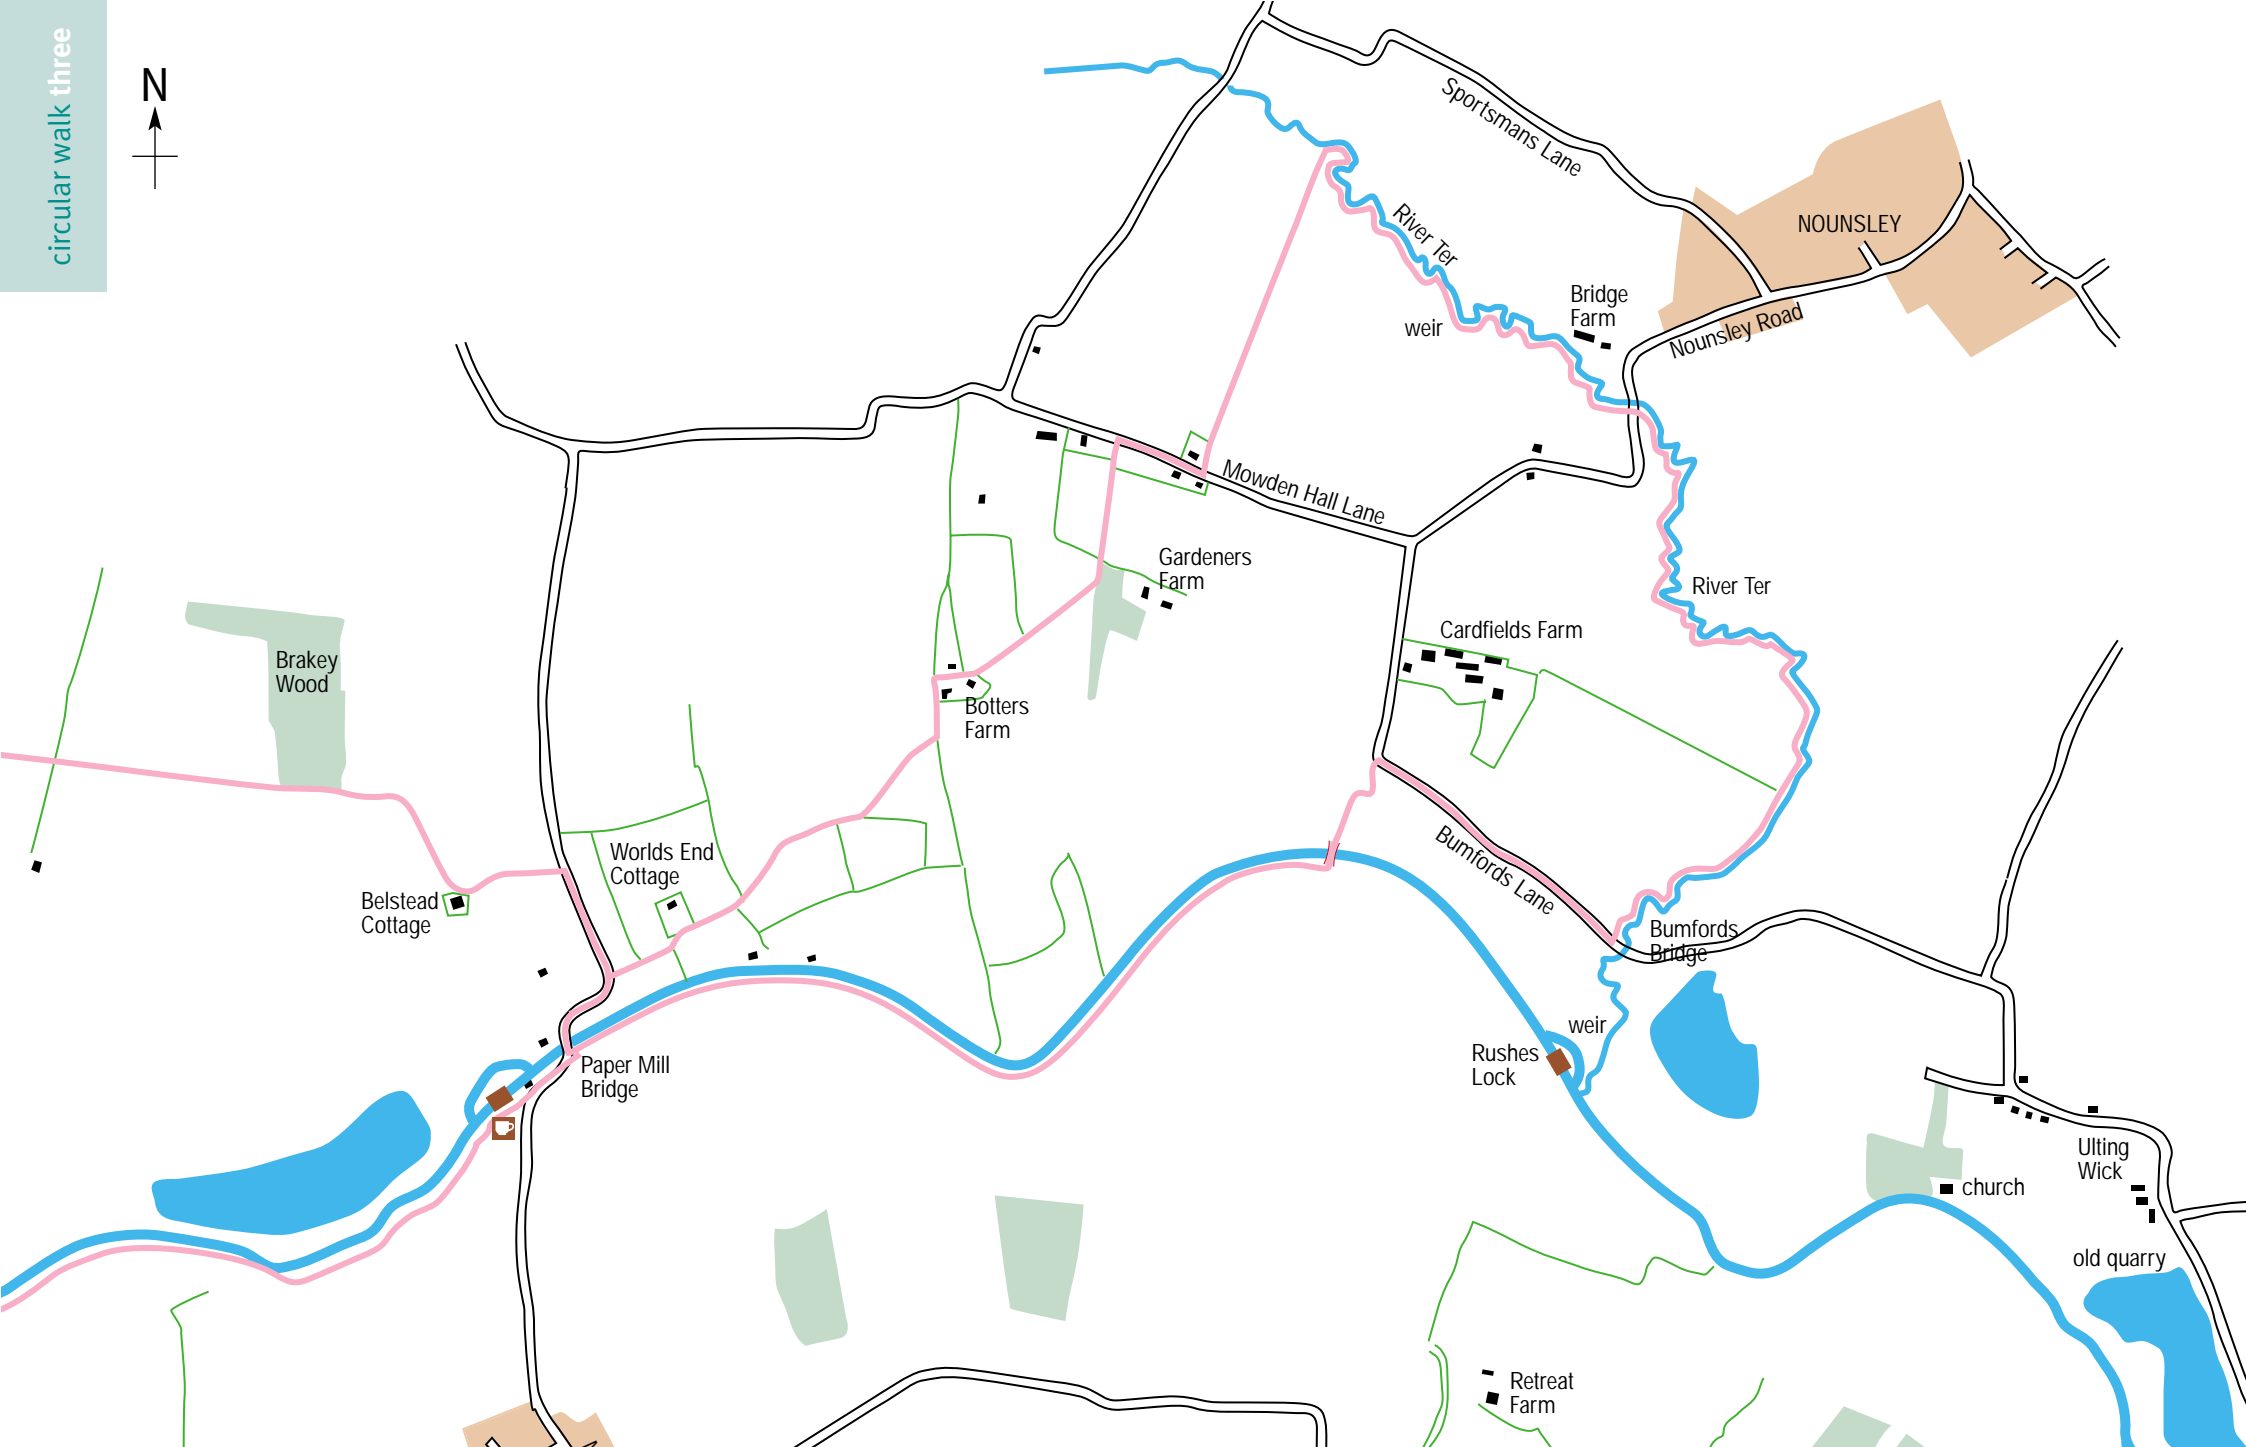 circular walk three
N
Sportsmans Lane
River Ter
NOUNSLEY
Bridge
Farm
weir
Nounsley Road
Mowden Hall Lane
Gardeners
Farm
River Ter
Cardfields Farm
Brakey
Wood
Botters
Farm
Worlds End
Cottage
Bumfords Lane
Belstead
Cottage
Bumfords
Bridge
weir
Rushes
Lock
Paper Mill
Bridge
Ulting
Wick
church
old quarry
Retreat
Farm